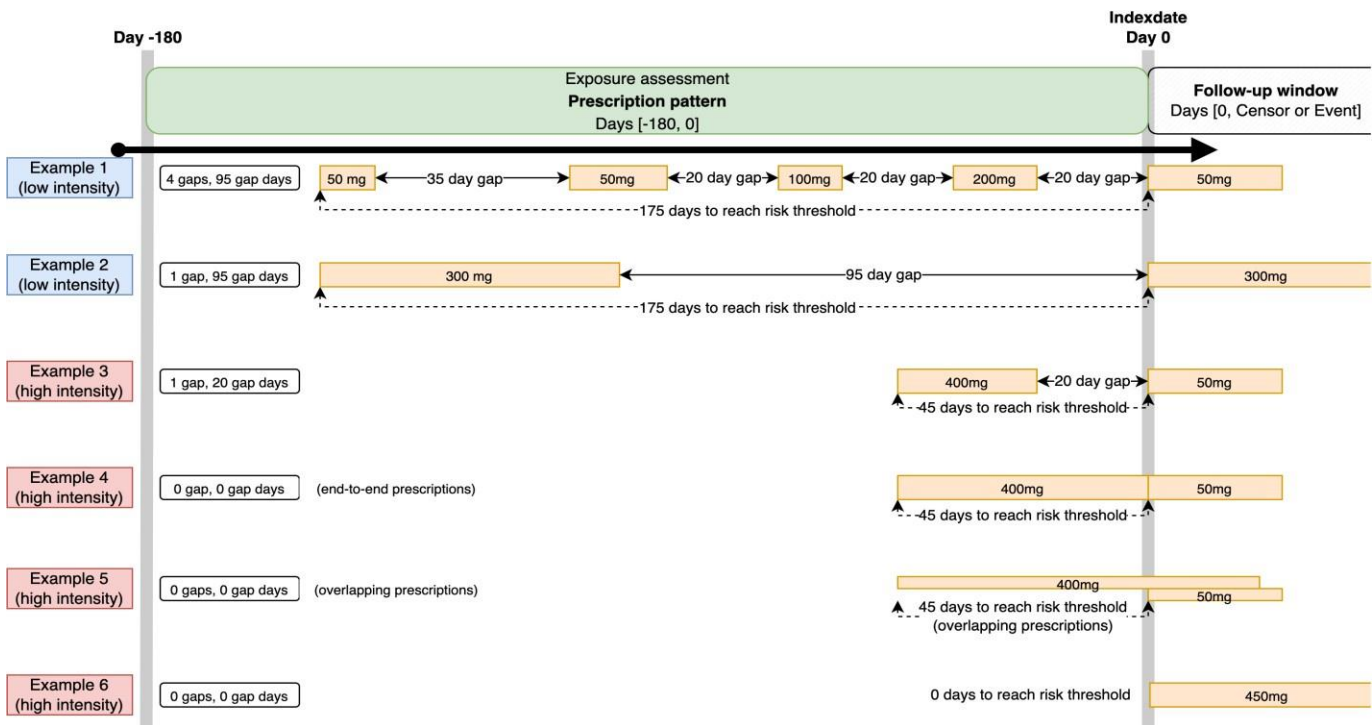 Day -180
Indexdate
Day 0
Exposure assessment
Prescription pattern
Days [-180, 0]
Follow-up window
Days [0, Censor or Event]
Example 1
(low intensity)
4 gaps, 95 gap days
50 mg
35 day gap
50mg
20 day gap
100mg
20 day gap
200mg
20 day gap
50mg
175 days to reach risk threshold
Example 2
(low intensity)
1 gap, 95 gap days
300 mg
95 day gap
300mg
175 days to reach risk threshold
Example 3
(high intensity)
1 gap, 20 gap days
400mg
20 day gap
50mg
45 days to reach risk threshold
Example 4
(high intensity)
0 gap, 0 gap days
(end-to-end prescriptions)
400mg
50mg
45 days to reach risk threshold
Example 5
(high intensity)
0 gaps, 0 gap days
(overlapping prescriptions)
400mg
50mg
45 days to reach risk threshold
(overlapping prescriptions)
Example 6
(high intensity)
0 gaps, 0 gap days
0 days to reach risk threshold
450mg